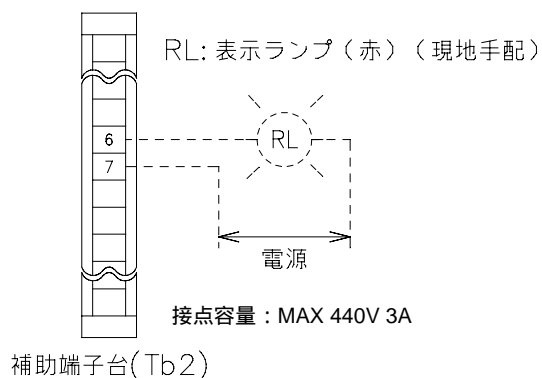 RL: 表示ランプ（赤）（現地手配）
6
RL
7
電源
接点容量：MAX 440V 3A
補助端子台(Tb2)